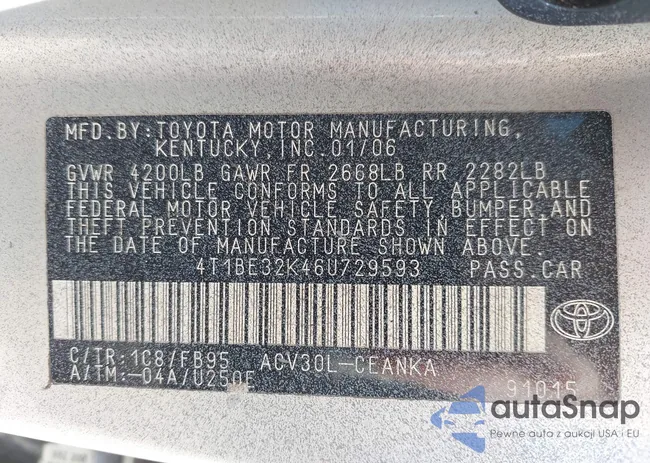 MFD.BY:TOYOTA MOTOR MANUFACTURING,
KENTUCKY,INC.01/06
GVWR 4200LB GAWR FR 2668LB RR 2282LB
THIS VEHICLE CONFORMS TO ALL APPLICABLE
FEDERAL MOTOR VEHICLE SAFETY,BUMPER,AND
THEFT PREVENTION STANDARDS IN EFFECT ON
THE DATE OF MANUFACTURE SHOWN ABOVE.
4T1BE32K46U729593 PASS.CAR
C/TR:1C8/FB95 ACV30L-CEANKA
A/TM:-04A/U250E 91015
autoSnap
Pewne auta z aukcji USA i EU